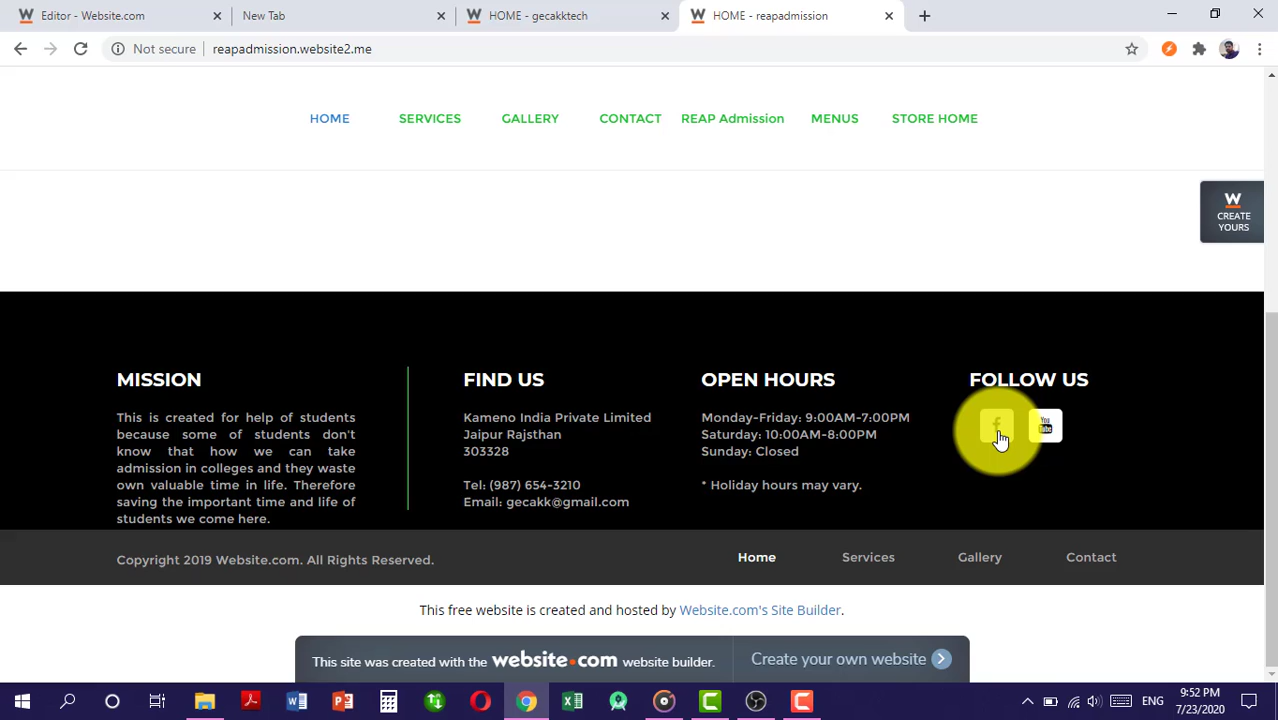 Editor - Website.com
New Tab
HOME - gecakktech
HOME - reapadmission
Not secure
reapadmission.website2.me
HOME
SERVICES
GALLERY
CONTACT
REAP Admission
MENUS
STORE HOME
W
CREATE
YOURS
MISSION
This is created for help of students
because some of students don't
know that how we can take
admission in colleges and they waste
own valuable time in life. Therefore
saving the important time and life of
students we come here.
FIND US
Kameno India Private Limited
Jaipur Rajsthan
303328
Tel: (987) 654-3210
Email: gecakk@gmail.com
OPEN HOURS
Monday-Friday: 9:00AM-7:00PM
Saturday: 10:00AM-8:00PM
Sunday: Closed
* Holiday hours may vary.
FOLLOW US
You
Tube
Copyright 2019 Website.com. All Rights Reserved.
Home
Services
Gallery
Contact
This free website is created and hosted by Website.com's Site Builder.
This site was created with the website.com website builder.
Create your own website
ENG
9:52 PM
7/23/2020